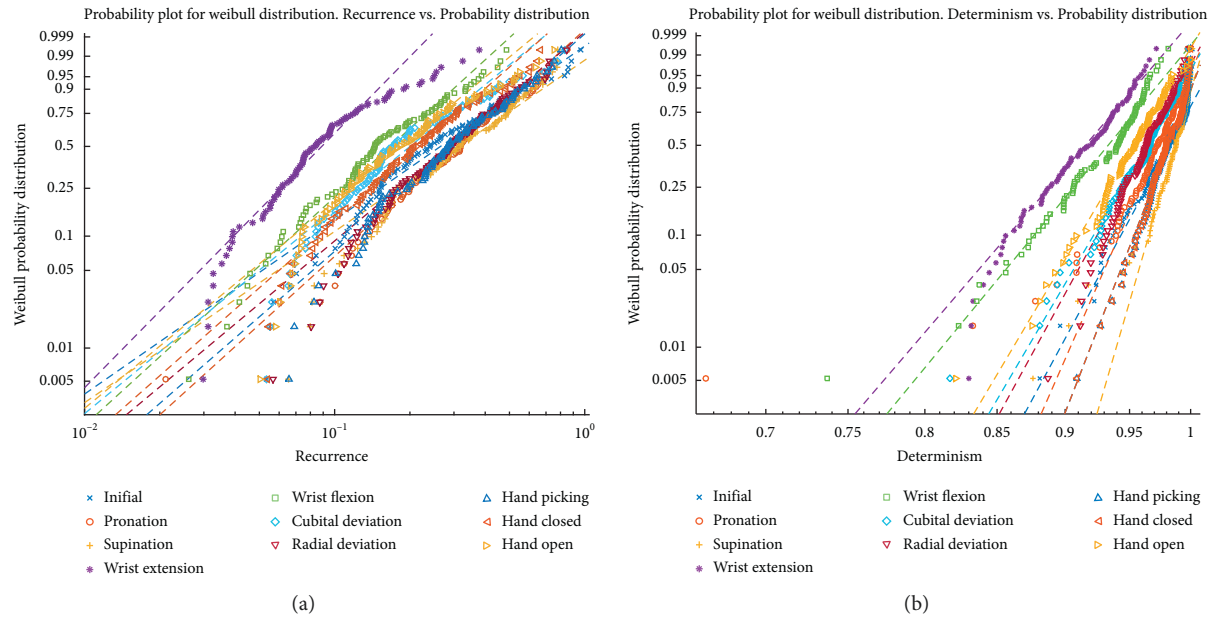 Probability plot for weibull distribution. Recurrence vs. Probability distribution
0.999
0.99
0.95
0.9
0.75
0.5
0.25
0.1
0.05
0.01
0.005
Weibull probability distribution
10⁻²
10⁻¹
10⁰
Recurrence
Inifial
Pronation
Supination
Wrist extension
Wrist flexion
Cubital deviation
Radial deviation
Hand picking
Hand closed
Hand open
(a)
Probability plot for weibull distribution. Determinism vs. Probability distribution
0.999
0.99
0.95
0.9
0.75
0.5
0.25
0.1
0.05
0.01
0.005
Weibull probability distribution
0.7
0.75
0.8
0.85
0.9
0.95
1
Determinism
Inifial
Pronation
Supination
Wrist extension
Wrist flexion
Cubital deviation
Radial deviation
Hand picking
Hand closed
Hand open
(b)